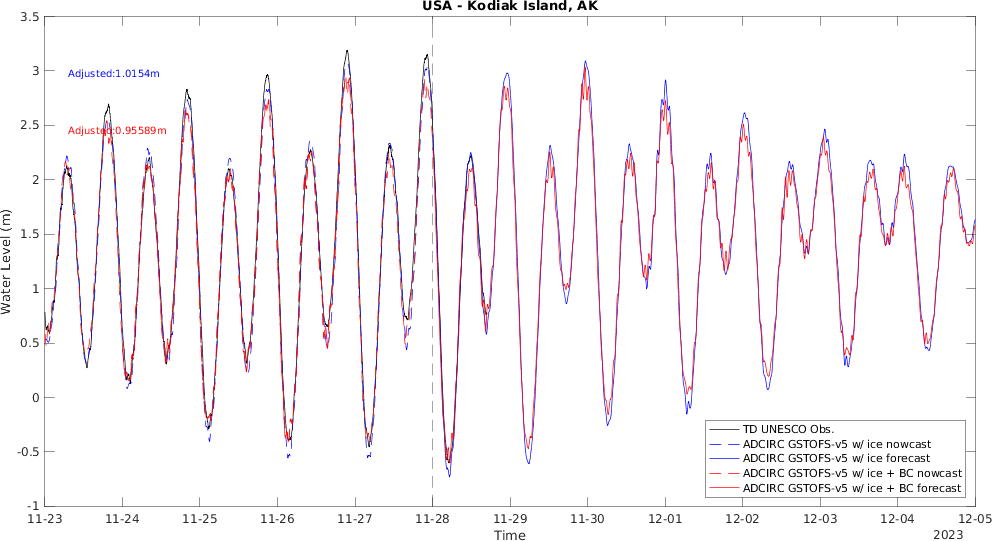 USA - Kodiak Island, AK
Adjusted:1.0154m
Adjusted:0.95589m
Water Level (m)
3.5
3
2.5
2
1.5
1
0.5
0
-0.5
-1
TD UNESCO Obs.
ADCIRC GSTOFS-v5 w/ ice nowcast
ADCIRC GSTOFS-v5 w/ ice forecast
ADCIRC GSTOFS-v5 w/ ice + BC nowcast
ADCIRC GSTOFS-v5 w/ ice + BC forecast
11-23 11-24 11-25 11-26 11-27 11-28 11-29 11-30 12-01 12-02 12-03 12-04 12-05
Time
2023